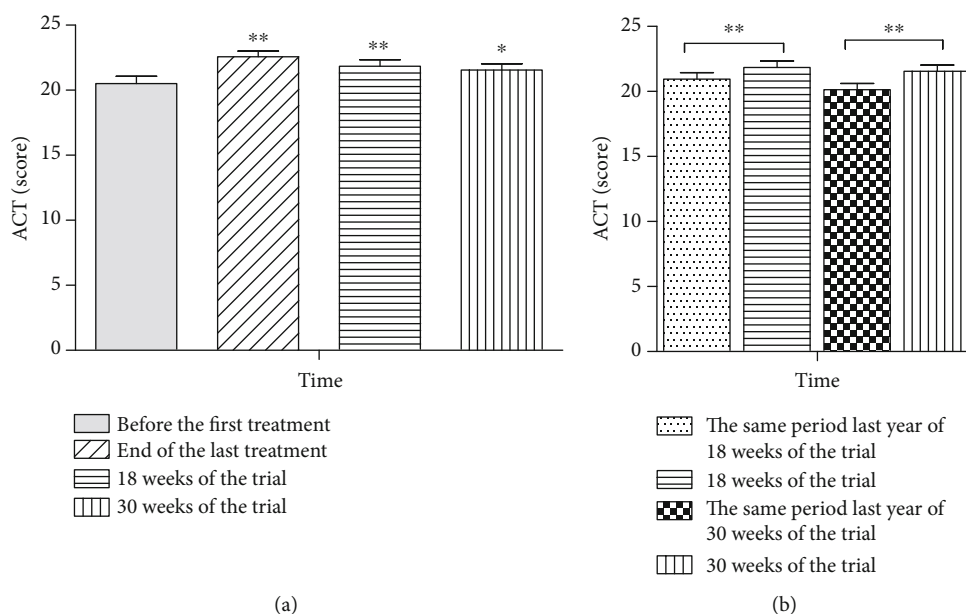 25
20
15
10
5
0
ACT (score)
**
**
*
Time
Before the first treatment
End of the last treatment
18 weeks of the trial
30 weeks of the trial
(a)
25
20
15
10
5
0
ACT (score)
**
**
Time
The same period last year of
18 weeks of the trial
18 weeks of the trial
The same period last year of
30 weeks of the trial
30 weeks of the trial
(b)